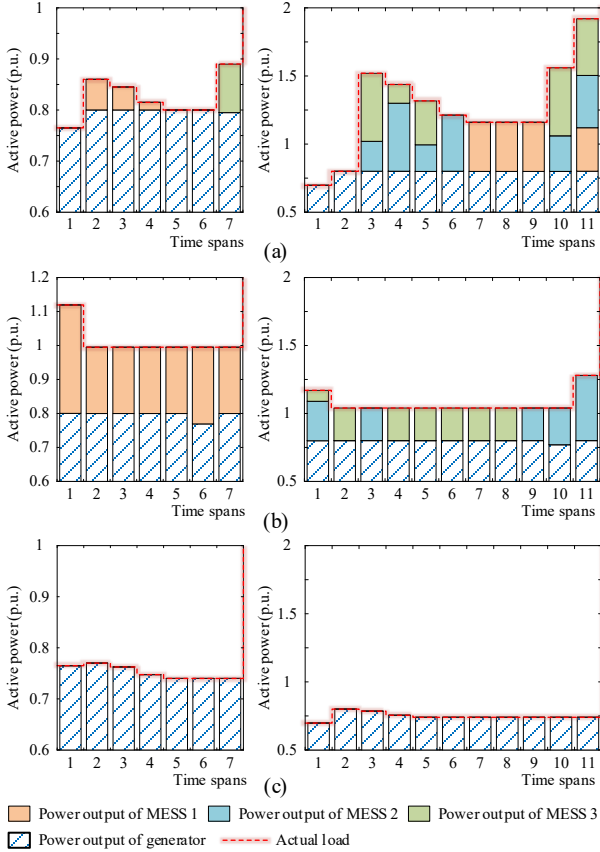 1
0.9
0.8
0.7
0.6
Active power (p.u.)
1 2 3 4 5 6 7
Time spans
2
1.5
1
0.5
Active power (p.u.)
1 2 3 4 5 6 7 8 9 10 11
Time spans
(a)
1.2
1.1
1
0.9
0.8
0.7
0.6
Active power (p.u.)
1 2 3 4 5 6 7
Time spans
2
1.5
1
0.5
Active power (p.u.)
1 2 3 4 5 6 7 8 9 10 11
Time spans
(b)
1
0.9
0.8
0.7
0.6
Active power (p.u.)
1 2 3 4 5 6 7
Time spans
2
1.5
1
0.5
Active power (p.u.)
1 2 3 4 5 6 7 8 9 10 11
Time spans
(c)
Power output of MESS 1 Power output of MESS 2 Power output of MESS 3
Power output of generator Actual load